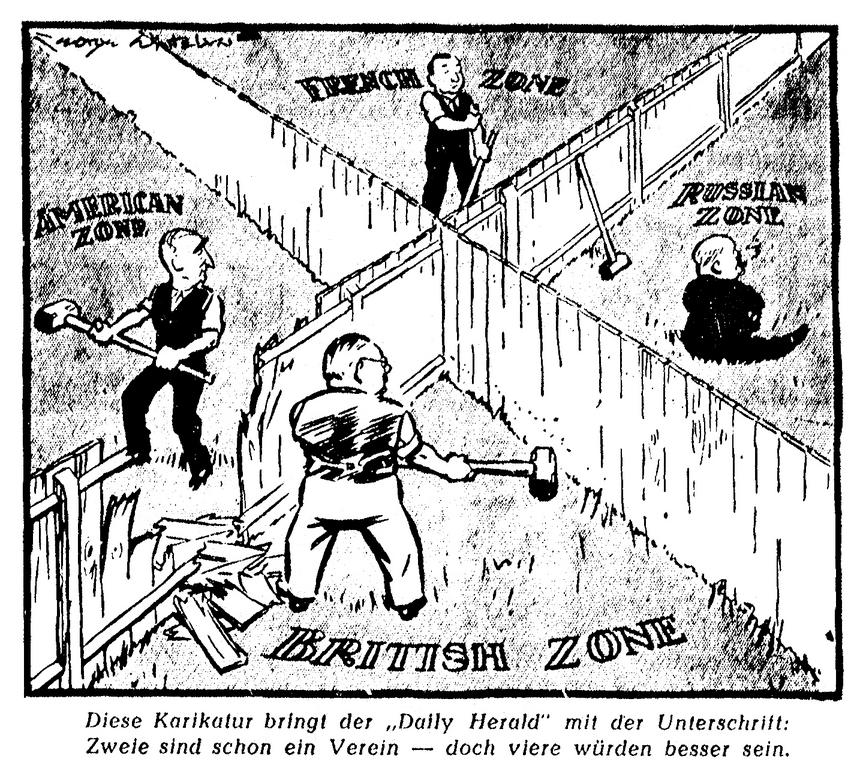 FRENCH ZONE
AMERICAN
ZONE
RUSSIAN
ZONE
BRITISH ZONE
Diese Karikatur bringt der „Daily Herald" mit der Unterschrift:
Zweie sind schon ein Verein — doch viere würden besser sein.